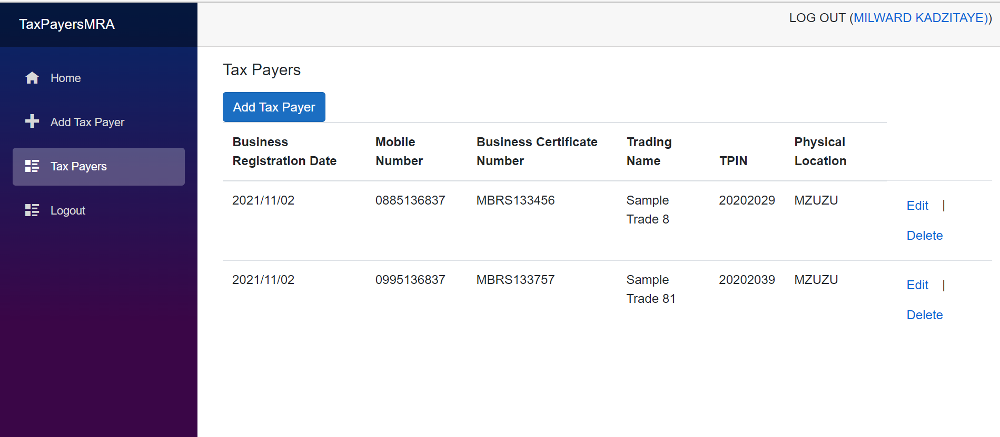 TaxPayersMRA
LOG OUT (MILWARD KADZITAYE))
Home
Add Tax Payer
Tax Payers
Logout
Tax Payers
Add Tax Payer
Business Registration Date Mobile Number Business Certificate Number Trading Name TPIN Physical Location
2021/11/02 0885136837 MBRS133456 Sample Trade 8 20202029 MZUZU Edit | Delete
2021/11/02 0995136837 MBRS133757 Sample Trade 81 20202039 MZUZU Edit | Delete